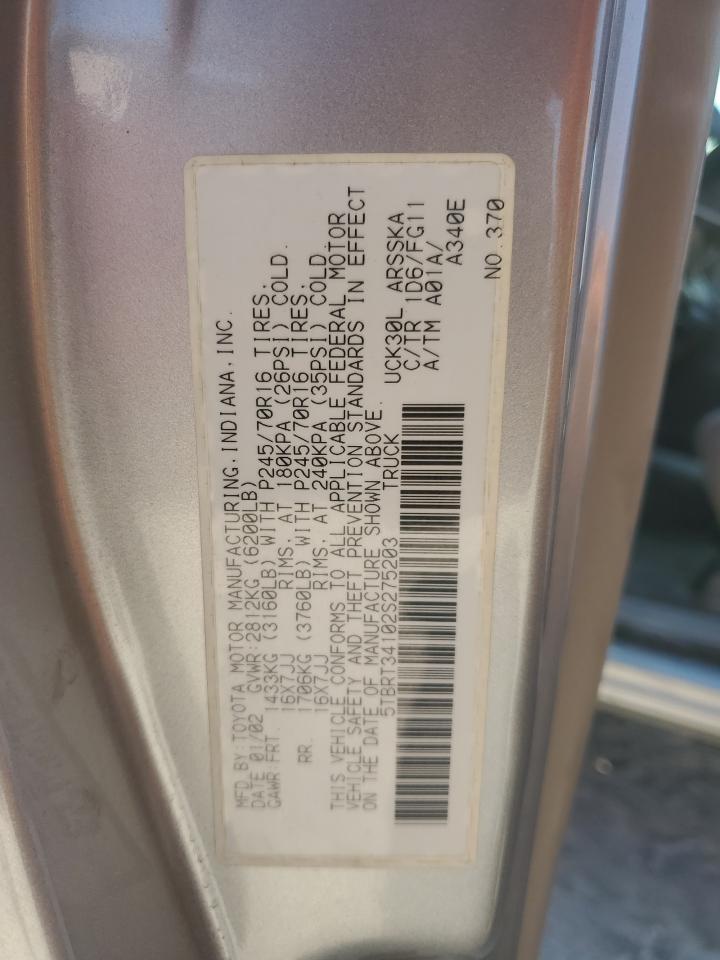 MFD BY:TOYOTA MOTOR MANUFACTURING,INDIANA,INC.
DATE 01/02 GVWR:2812KG (6200LB)
GAWR:FRT. 1433KG (3160LB) WITH P245/70R16 TIRES,
16X7JJ RIMS, AT 180KPA (26PSI) COLD.
RR. 1706KG (3760LB) WITH P245/70R16 TIRES,
16X7JJ RIMS, AT 240KPA (35PSI) COLD.
THIS VEHICLE CONFORMS TO ALL APPLICABLE FEDERAL MOTOR
VEHICLE SAFETY AND THEFT PREVENTION STANDARDS IN EFFECT
ON THE DATE OF MANUFACTURE SHOWN ABOVE.
5TBRT34102S275203 TRUCK
UCK30L ARSSKA
C/TR 1D6/FG11
A/TM A01A/
A340E
NO.370